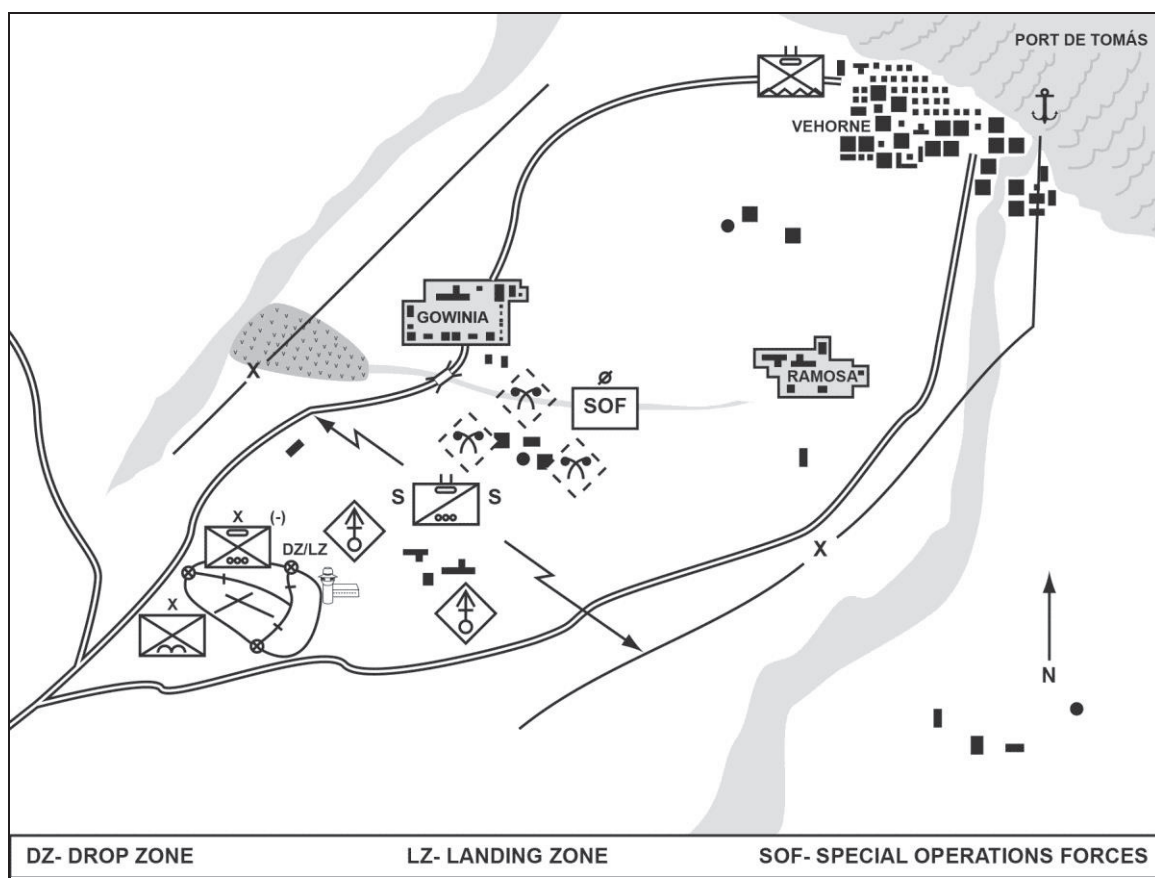 PORT DE TOMÁS
VEHORNE
GOWINIA
RAMOSA
SOF
X
S S
X (-)
DZ/LZ
X
X
N
DZ- DROP ZONE LZ- LANDING ZONE SOF- SPECIAL OPERATIONS FORCES